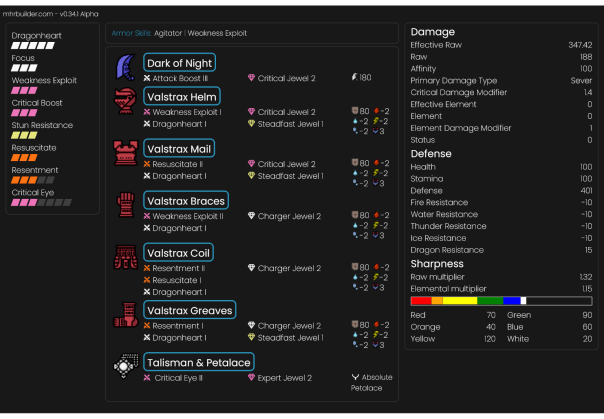 mhrbuilder.com - v0.34.1 Alpha
Dragonheart
Focus
Weakness Exploit
Critical Boost
Stun Resistance
Resuscitate
Resentment
Critical Eye
Armor Skills: Agitator | Weakness Exploit
Dark of Night
Attack Boost III Critical Jewel 2 180
Valstrax Helm
Weakness Exploit I Critical Jewel 2 80 -2
Dragonheart I Steadfast Jewel 1 -2 -2
-2 3
Valstrax Mail
Resuscitate II Critical Jewel 2 80 -2
Dragonheart I Steadfast Jewel 1 -2 -2
-2 3
Valstrax Braces
Weakness Exploit II Charger Jewel 2 80 -2
Dragonheart I -2 -2
-2 3
Valstrax Coil
Resentment II Charger Jewel 2 80 -2
Resuscitate I -2 -2
Dragonheart I -2 3
Valstrax Greaves
Resentment I Charger Jewel 2 80 -2
Dragonheart I Steadfast Jewel 1 -2 -2
-2 3
Talisman & Petalace
Critical Eye II Expert Jewel 2 Absolute
Petalace
Damage
Effective Raw 347.42
Raw 188
Affinity 100
Primary Damage Type Sever
Critical Damage Modifier 1.4
Effective Element 0
Element 0
Element Damage Modifier 1
Status 0
Defense
Health 100
Stamina 100
Defense 401
Fire Resistance -10
Water Resistance -10
Thunder Resistance -10
Ice Resistance -10
Dragon Resistance 15
Sharpness
Raw multiplier 1.32
Elemental multiplier 1.15
Red 70 Green 90
Orange 40 Blue 60
Yellow 120 White 20